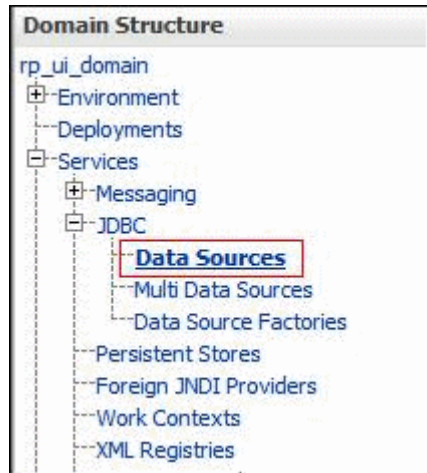 Domain Structure
rp_ui_domain
Environment
Deployments
Services
Messaging
JDBC
Data Sources
Multi Data Sources
Data Source Factories
Persistent Stores
Foreign JNDI Providers
Work Contexts
XML Registries